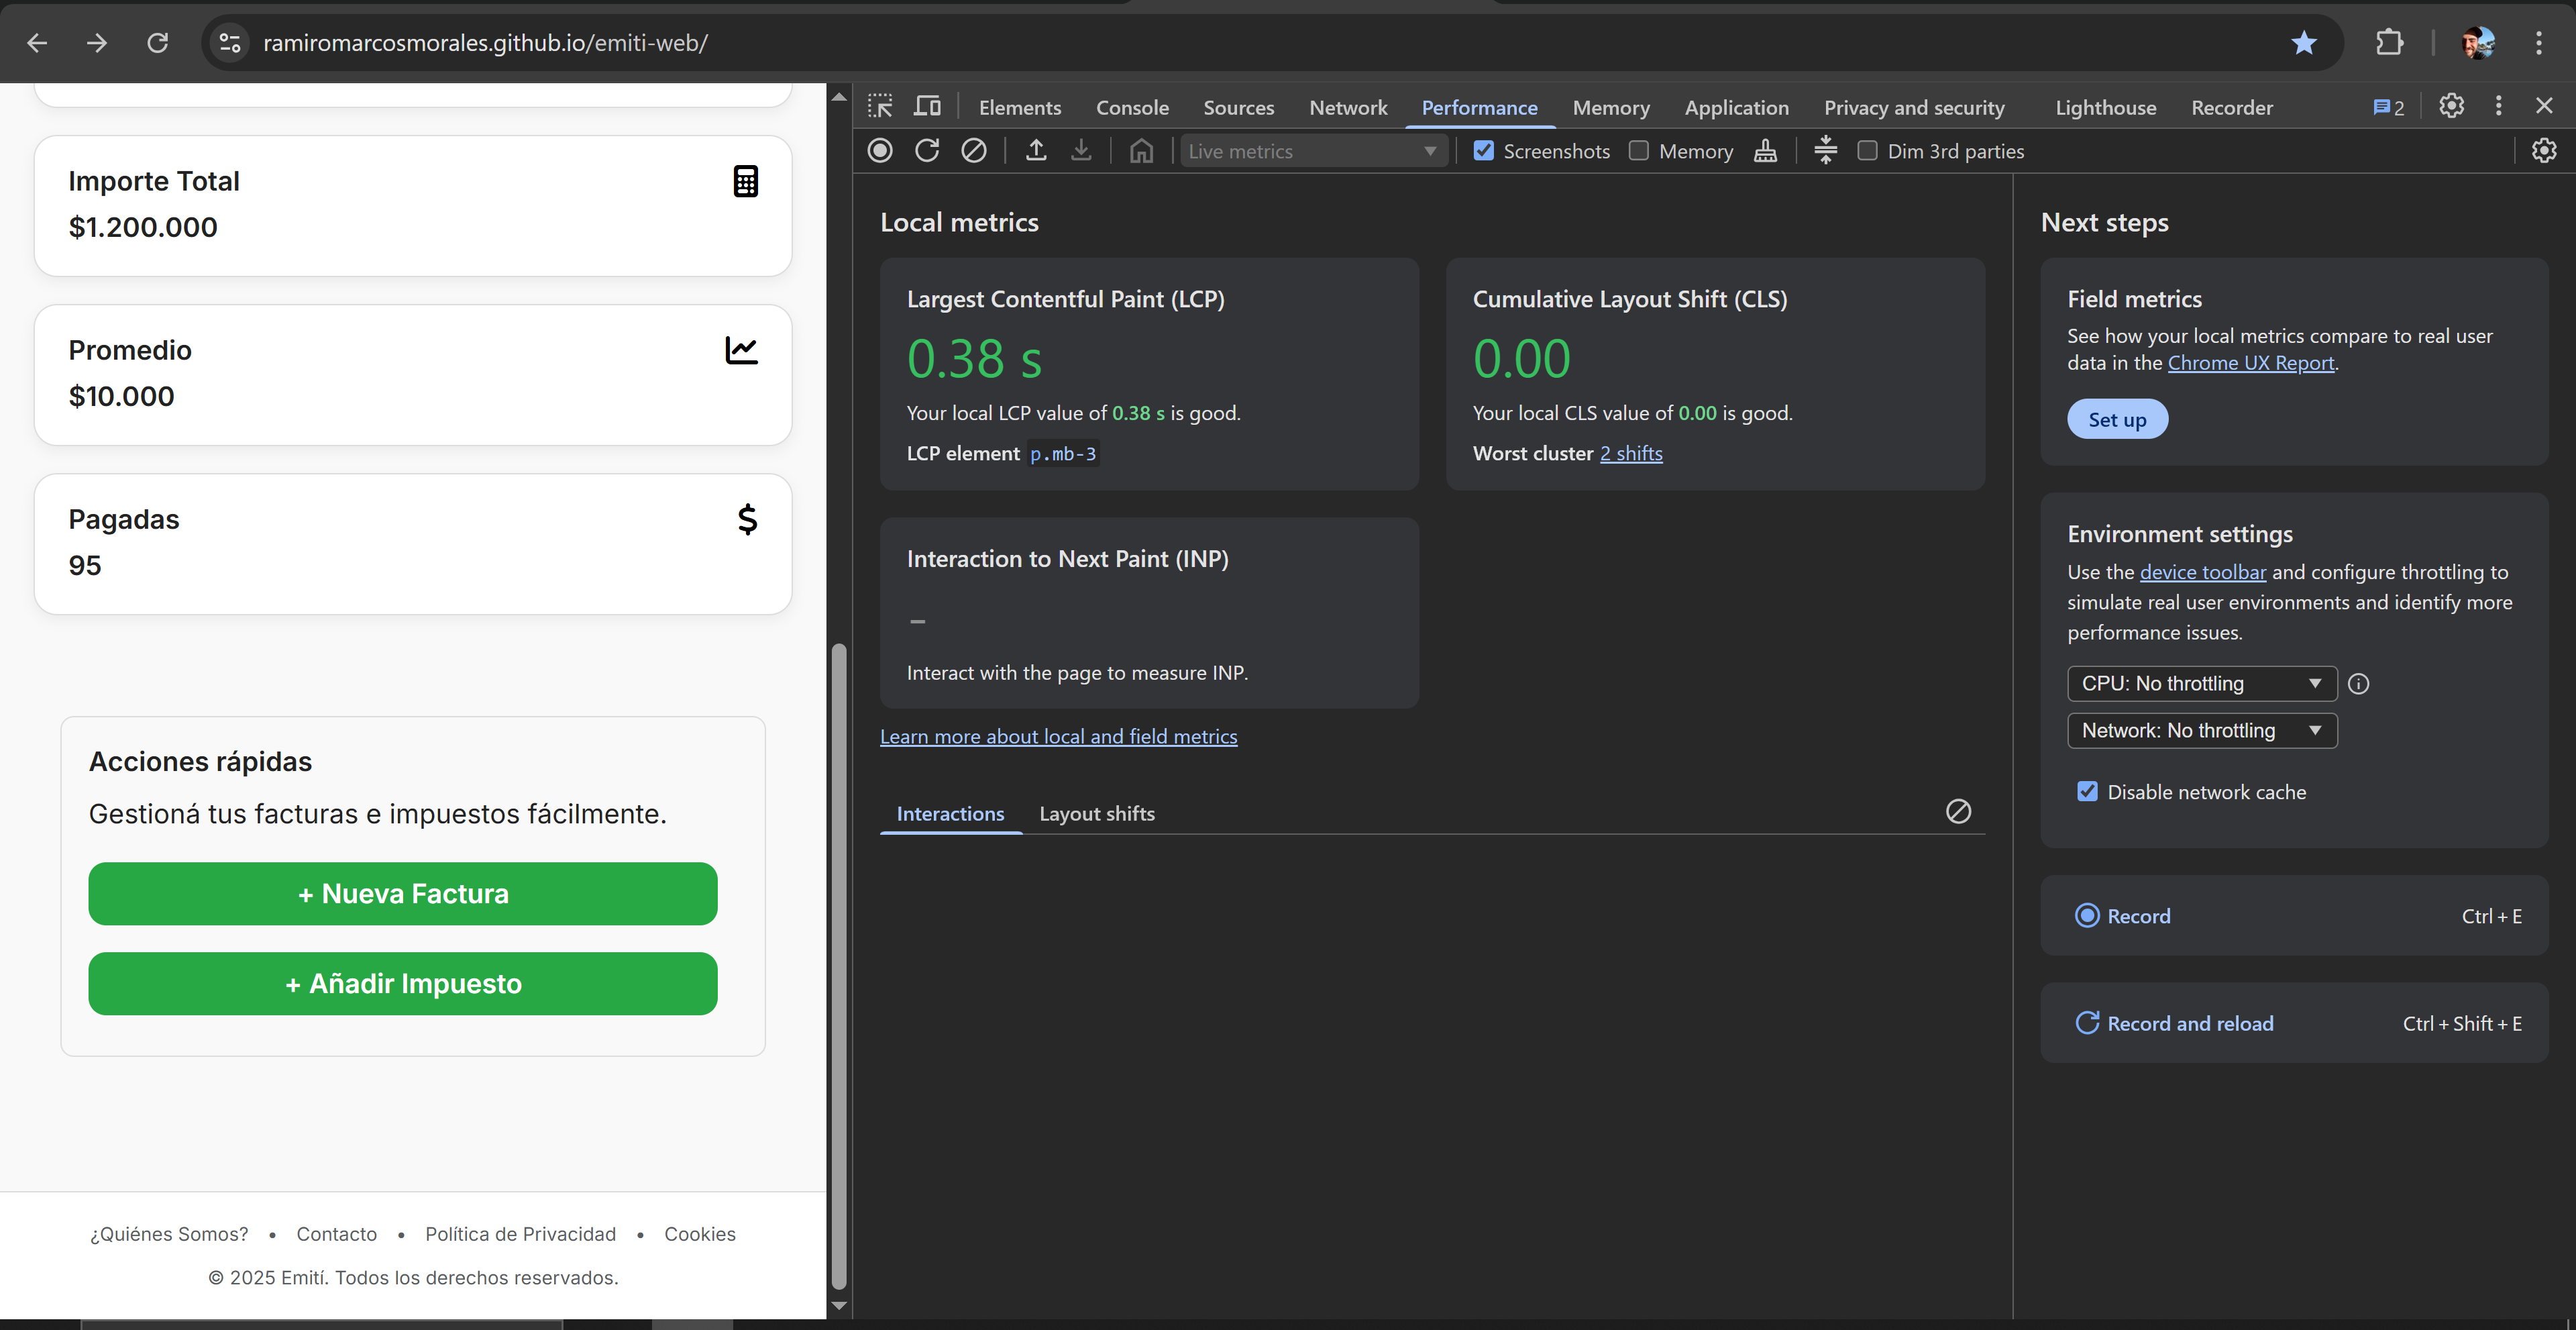 ramiromarcosmorales.github.io/emiti-web/
Importe Total
$1.200.000
Promedio
$10.000
Pagadas
95
Acciones rápidas
Gestioná tus facturas e impuestos fácilmente.
+ Nueva Factura
+ Añadir Impuesto
¿Quiénes Somos? • Contacto • Política de Privacidad • Cookies
© 2025 Emití. Todos los derechos reservados.
Elements Console Sources Network Performance Memory Application Privacy and security Lighthouse Recorder 2
Live metrics Screenshots Memory Dim 3rd parties
Local metrics
Largest Contentful Paint (LCP)
0.38 s
Your local LCP value of 0.38 s is good.
LCP element p.mb-3
Cumulative Layout Shift (CLS)
0.00
Your local CLS value of 0.00 is good.
Worst cluster 2 shifts
Interaction to Next Paint (INP)
-
Interact with the page to measure INP.
Learn more about local and field metrics
Interactions Layout shifts
Next steps
Field metrics
See how your local metrics compare to real user
data in the Chrome UX Report.
Set up
Environment settings
Use the device toolbar and configure throttling to
simulate real user environments and identify more
performance issues.
CPU: No throttling
Network: No throttling
Disable network cache
Record Ctrl + E
Record and reload Ctrl + Shift + E